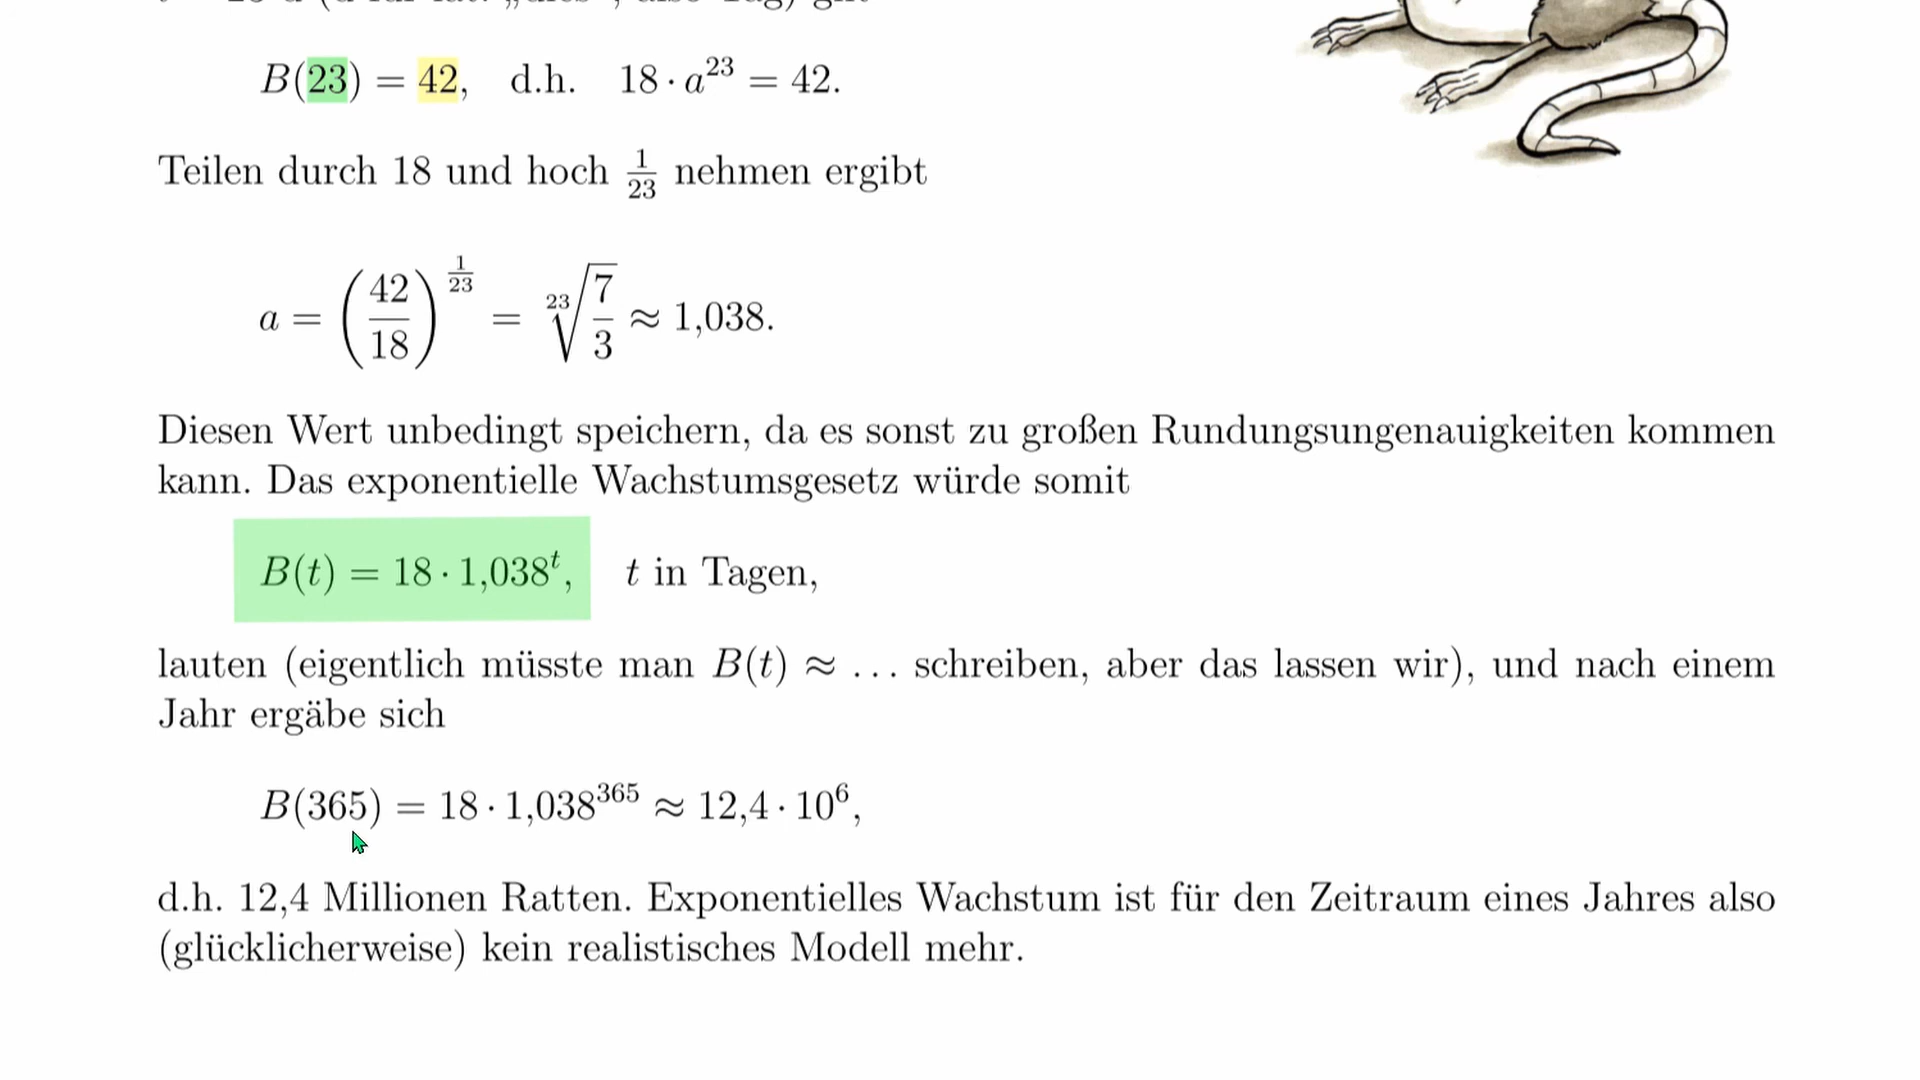 B(23) = 42, d.h. 18 · a^23 = 42.
Teilen durch 18 und hoch 1/23 nehmen ergibt
a = (42/18)^(1/23) = ²³√(7/3) ≈ 1,038.
Diesen Wert unbedingt speichern, da es sonst zu großen Rundungsungenauigkeiten kommen
kann. Das exponentielle Wachstumsgesetz würde somit
B(t) = 18 · 1,038^t, t in Tagen,
lauten (eigentlich müsste man B(t) ≈ ... schreiben, aber das lassen wir), und nach einem
Jahr ergäbe sich
B(365) = 18 · 1,038^365 ≈ 12,4 · 10^6,
d.h. 12,4 Millionen Ratten. Exponentielles Wachstum ist für den Zeitraum eines Jahres also
(glücklicherweise) kein realistisches Modell mehr.